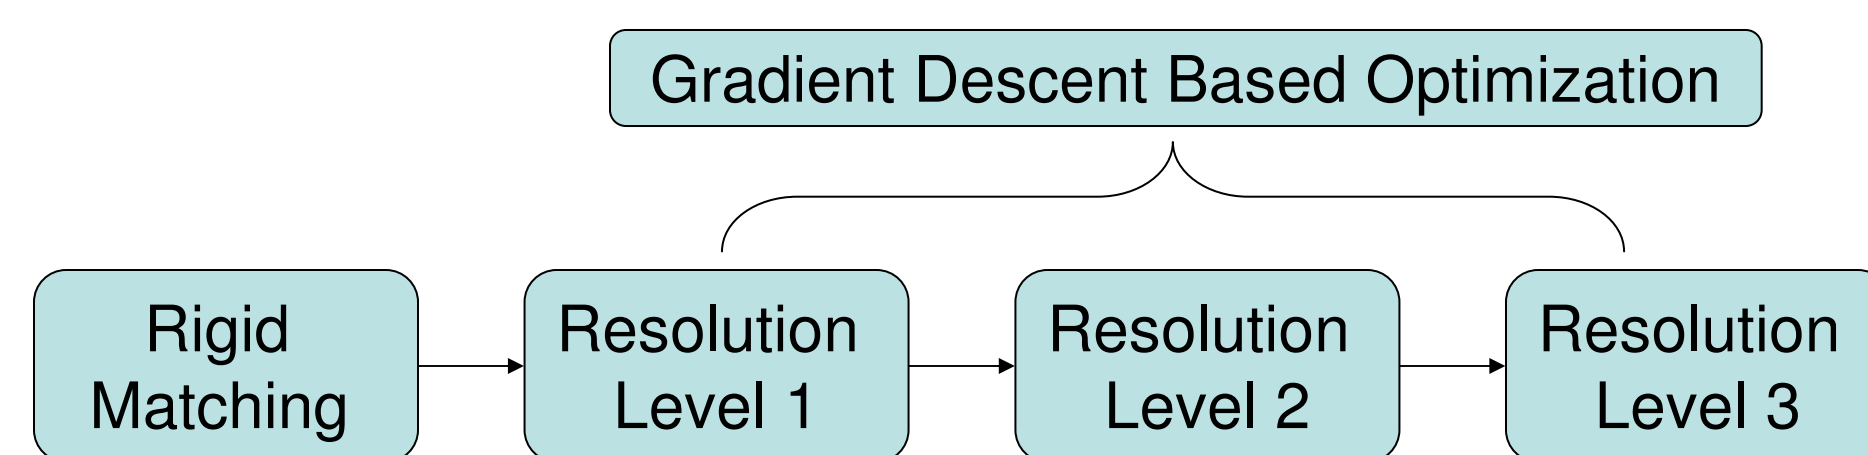 Gradient Descent Based Optimization
Rigid
Matching
Resolution
Level 1
Resolution
Level 2
Resolution
Level 3